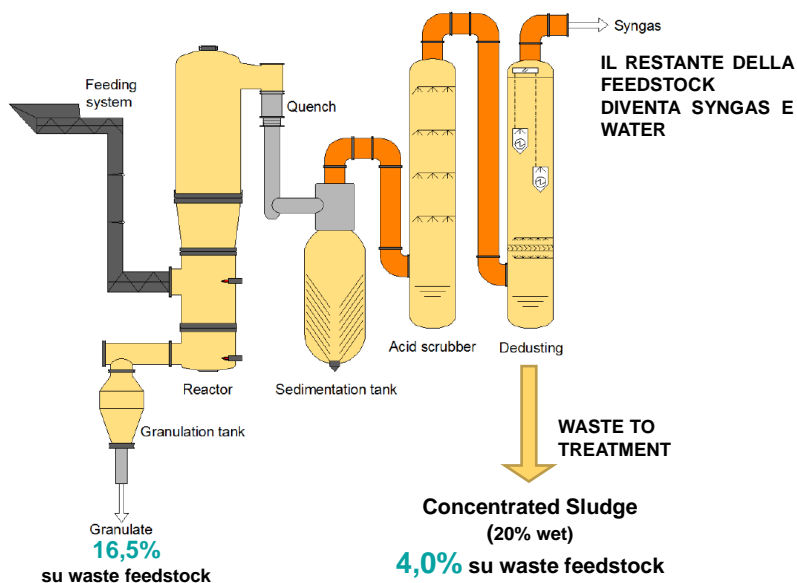 Syngas
IL RESTANTE DELLA
FEEDSTOCK
DIVENTA SYNGAS E
WATER
Feeding
system
Quench
Acid scrubber
Dedusting
Reactor
Sedimentation tank
Granulation tank
WASTE TO
TREATMENT
Granulate
16,5%
su waste feedstock
Concentrated Sludge
(20% wet)
4,0% su waste feedstock